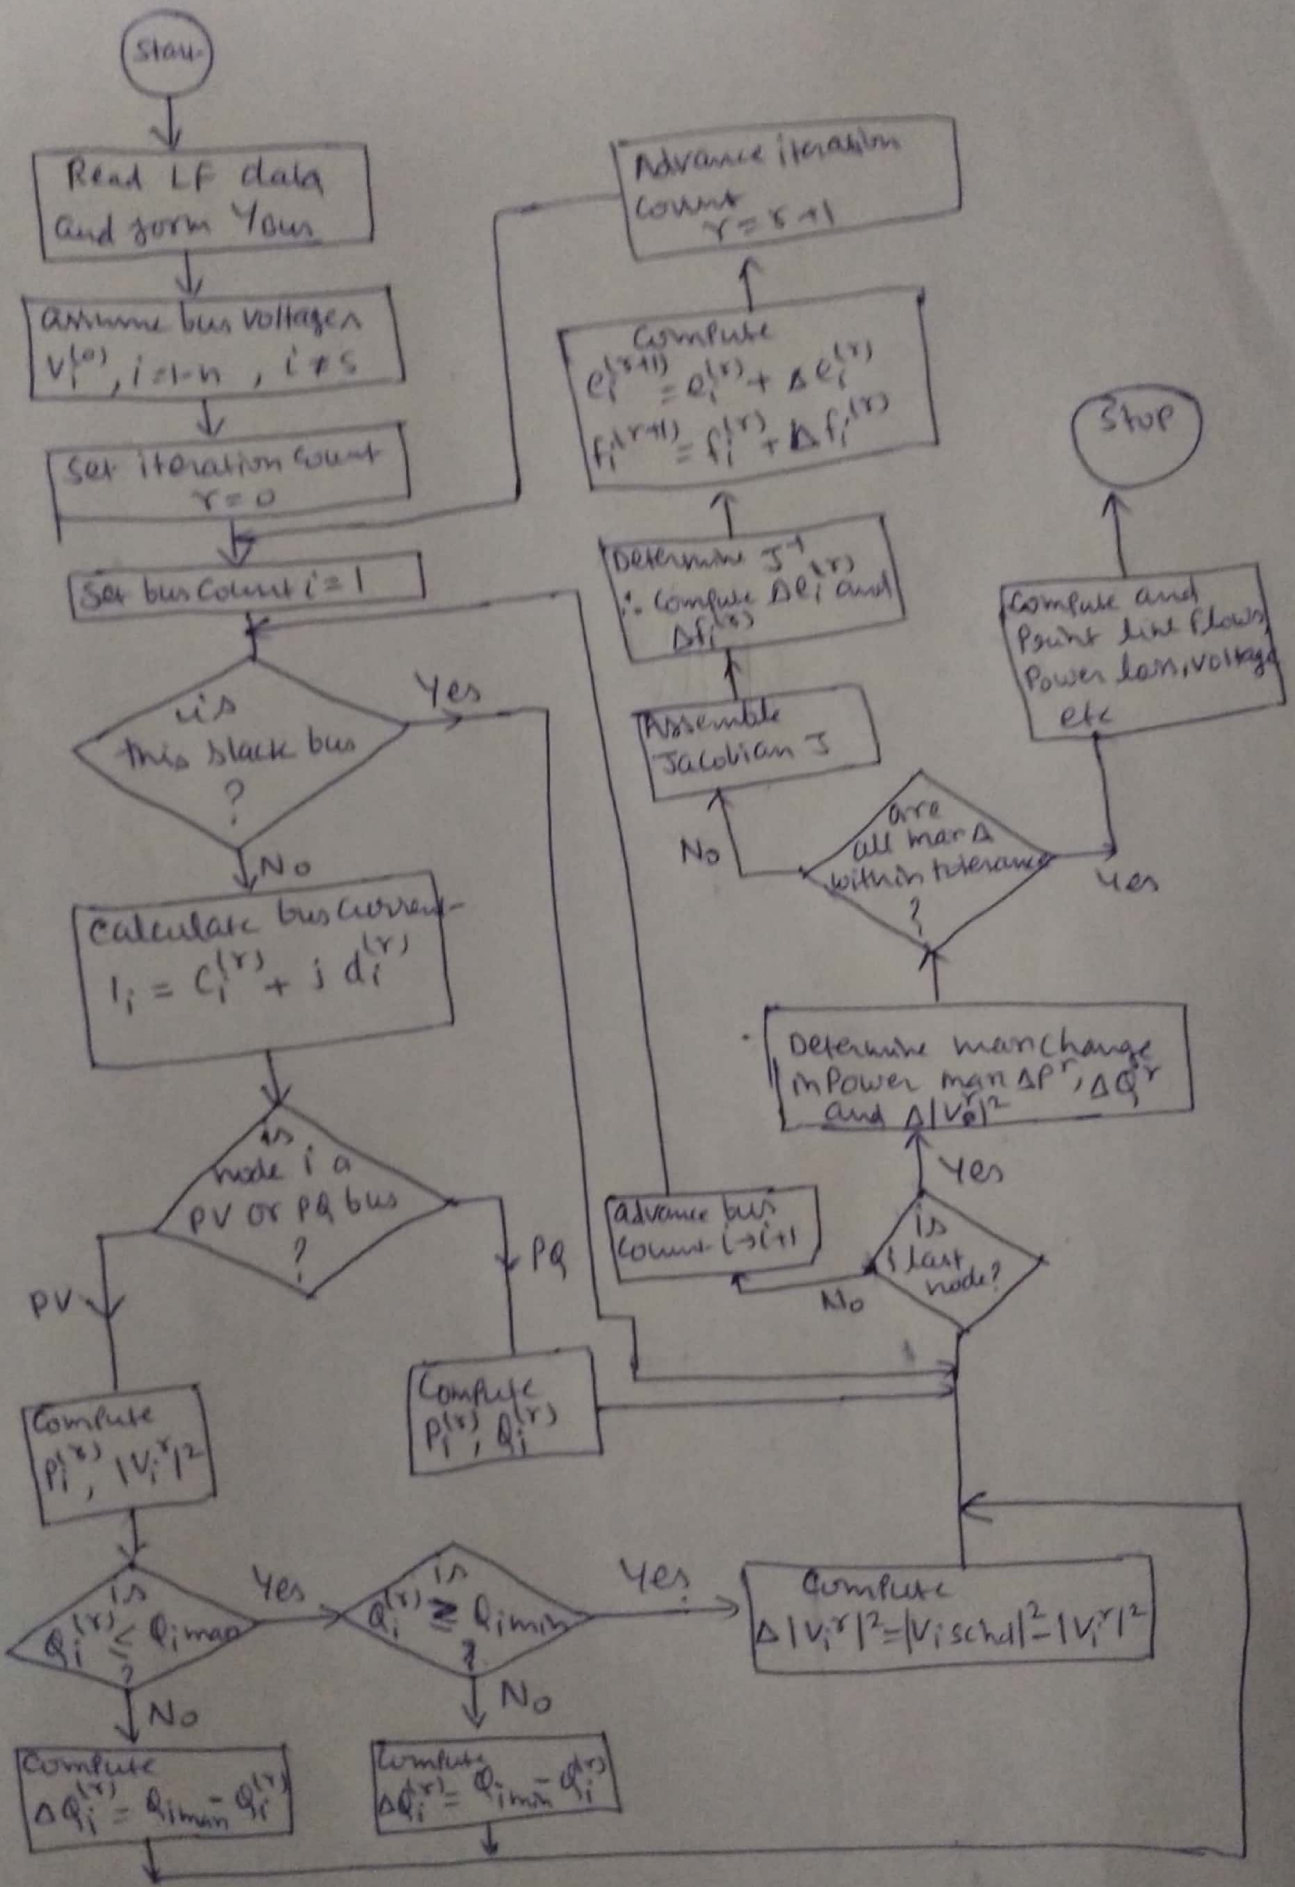 Start
Read LF data
and form YBus
Assume bus voltages
Vi⁽⁰⁾, i=1-n , i≠s
Set iteration count
r=0
Set bus count i=1
is
this slack bus
?
Yes
No
Calculate bus current
Ii = Ci⁽ʳ⁾ + j di⁽ʳ⁾
is
node i a
PV or PQ bus
?
PV
PQ
Compute
Pi⁽ʳ⁾, |Viʳ|²
Compute
Pi⁽ʳ⁾, Qi⁽ʳ⁾
is
Qi⁽ʳ⁾ ≤ Qimax
?
Yes
No
is
Qi⁽ʳ⁾ ≥ Qimin
?
Yes
No
Compute
ΔQi⁽ʳ⁾ = Qimax - Qi⁽ʳ⁾
Compute
ΔQi⁽ʳ⁾ = Qimin - Qi⁽ʳ⁾
Compute
Δ|Viʳ|² = |Vi schd|² - |Viʳ|²
is
i last
node?
No
Yes
advance bus
count i→i+1
Determine max change
in Power max ΔPʳ, ΔQʳ
and Δ|Vʳ|²
are
all max Δ
within tolerance
?
No
Yes
Assemble
Jacobian J
Determine J⁻¹
∴ Compute Δei⁽ʳ⁾ and
Δfi⁽ʳ⁾
Compute
ei⁽ʳ⁺¹⁾ = ei⁽ʳ⁾ + Δei⁽ʳ⁾
fi⁽ʳ⁺¹⁾ = fi⁽ʳ⁾ + Δfi⁽ʳ⁾
Advance iteration
count
r = r+1
Compute and
Print line flows,
Power loss, voltage
etc
Stop